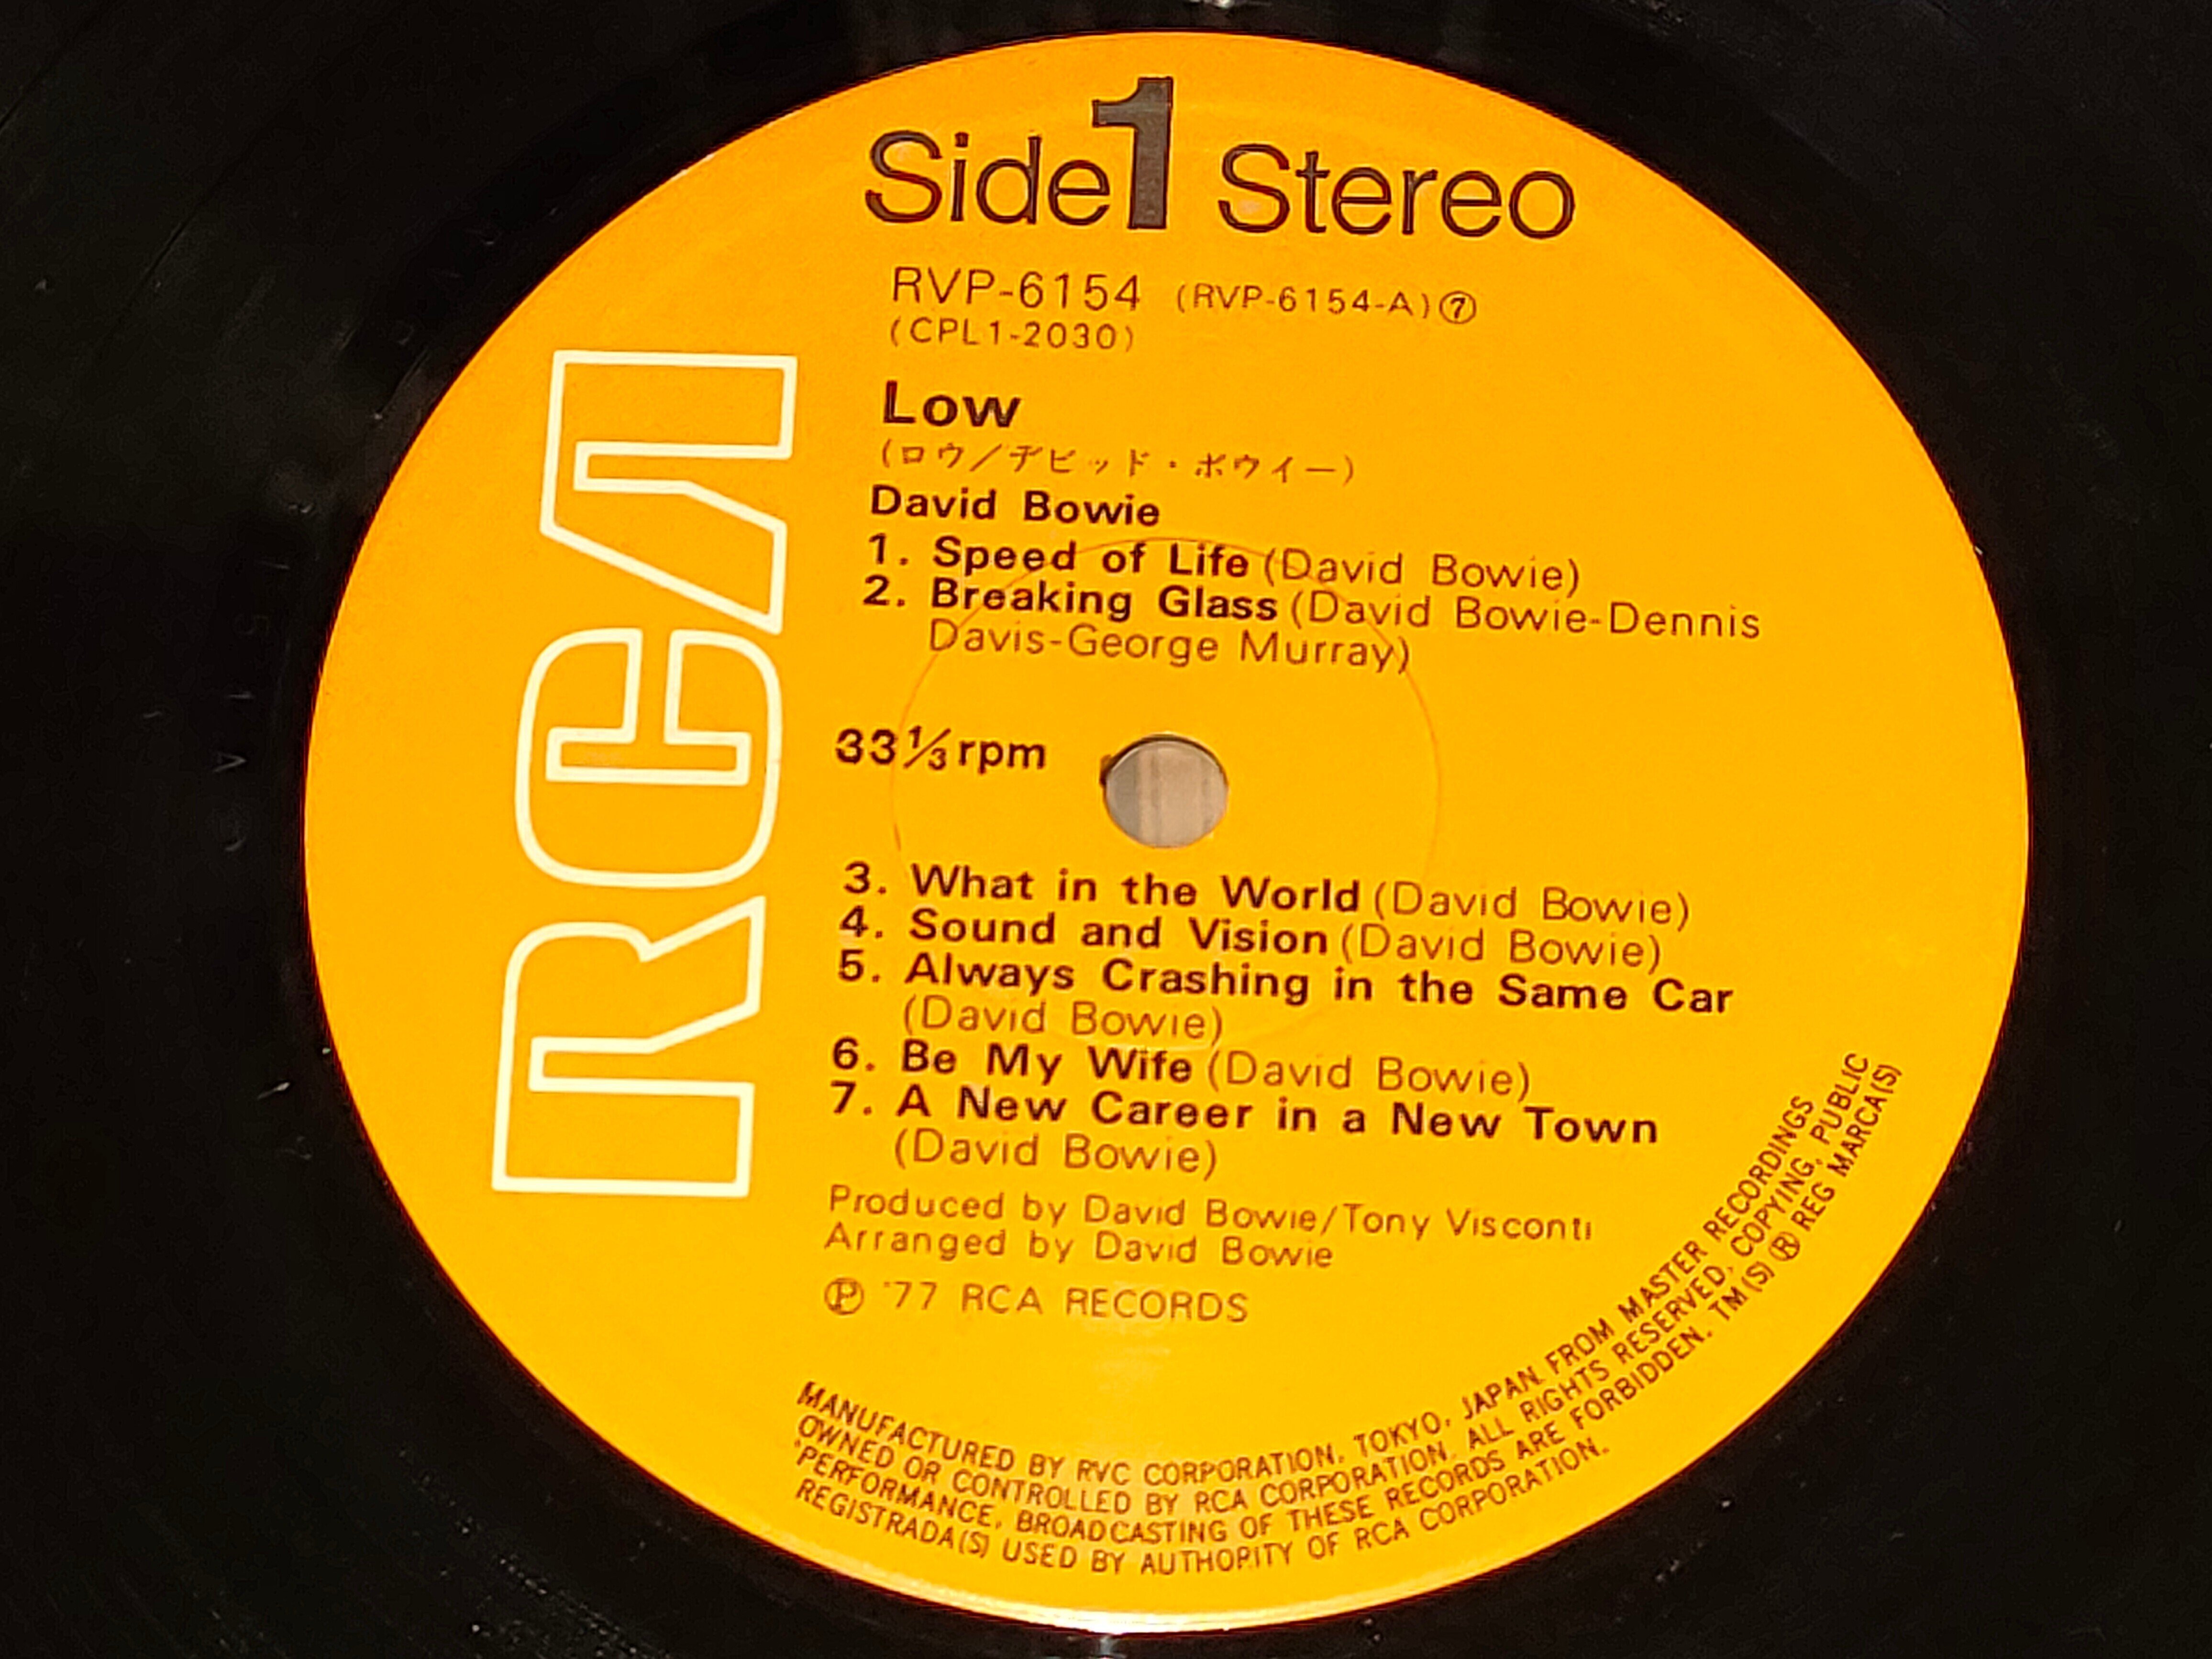 Side 1 Stereo
RVP-6154 (RVP-6154-A)⑦
(CPL1-2030)
Low
(ロウ/デビッド・ボウイー)
David Bowie
1. Speed of Life (David Bowie)
2. Breaking Glass (David Bowie-Dennis
Davis-George Murray)
33 1/3 rpm
3. What in the World (David Bowie)
4. Sound and Vision (David Bowie)
5. Always Crashing in the Same Car
(David Bowie)
6. Be My Wife (David Bowie)
7. A New Career in a New Town
(David Bowie)
Produced by David Bowie/Tony Visconti
Arranged by David Bowie
Ⓟ '77 RCA RECORDS
RCA
MANUFACTURED BY RVC CORPORATION, TOKYO, JAPAN FROM MASTER RECORDINGS
OWNED OR CONTROLLED BY RCA CORPORATION. ALL RIGHTS RESERVED, COPYING, PUBLIC
PERFORMANCE, BROADCASTING OF THESE RECORDS ARE FORBIDDEN. TM(S) ® REG MARCA(S)
REGISTRADA(S) USED BY AUTHORITY OF RCA CORPORATION.